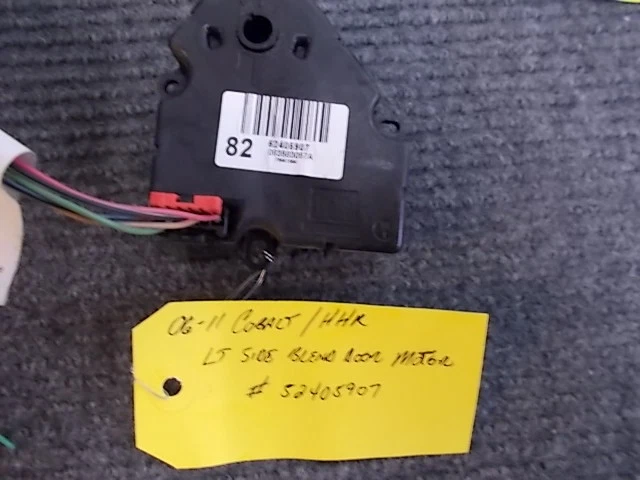 82
52405907
06-11 COBALT/HHR
LT SIDE BLEND DOOR MOTOR
# 52405907